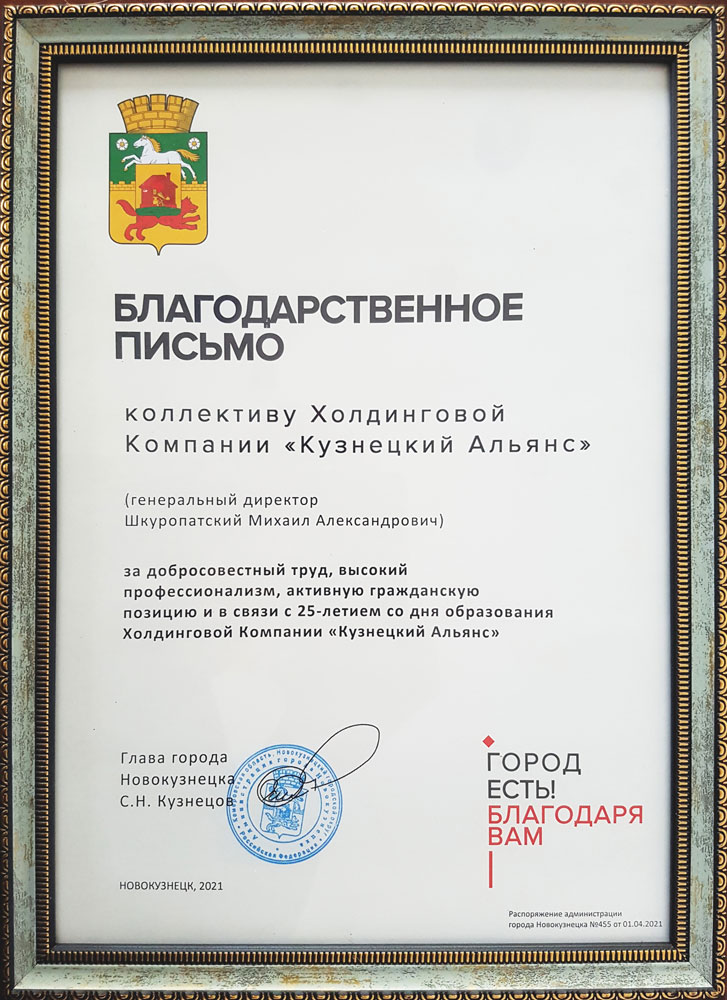 БЛАГОДАРСТВЕННОЕ
ПИСЬМО
коллективу Холдинговой
Компании «Кузнецкий Альянс»
(генеральный директор
Шкуропатский Михаил Александрович)
за добросовестный труд, высокий
профессионализм, активную гражданскую
позицию и в связи с 25-летием со дня образования
Холдинговой Компании «Кузнецкий Альянс»
Глава города
Новокузнецка
С.Н. Кузнецов
Российская Федерация
ГОРОД
ЕСТЬ!
БЛАГОДАРЯ
ВАМ
НОВОКУЗНЕЦК, 2021
Распоряжение администрации
города Новокузнецка №455 от 01.04.2021